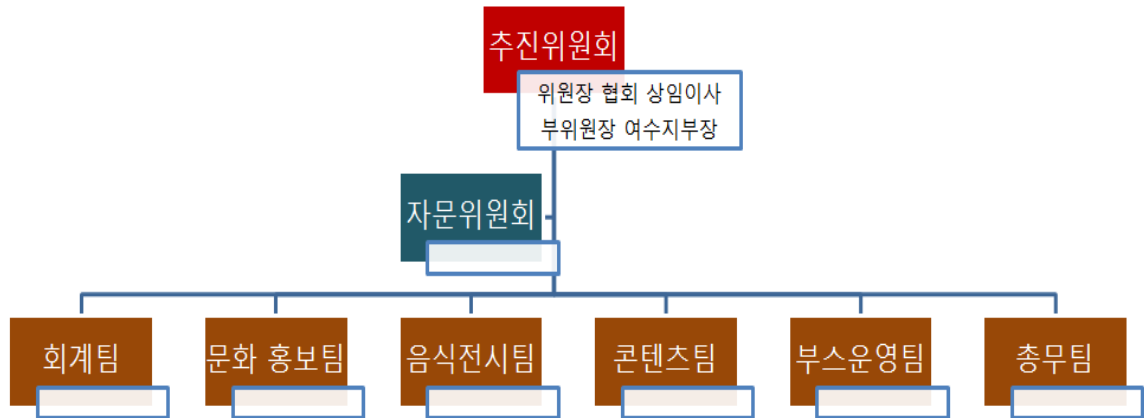 추진위원회
위원장 협회 상임이사
부위원장 여수지부장
자문위원회
회계팀
문화 홍보팀
음식전시팀
콘텐츠팀
부스운영팀
총무팀